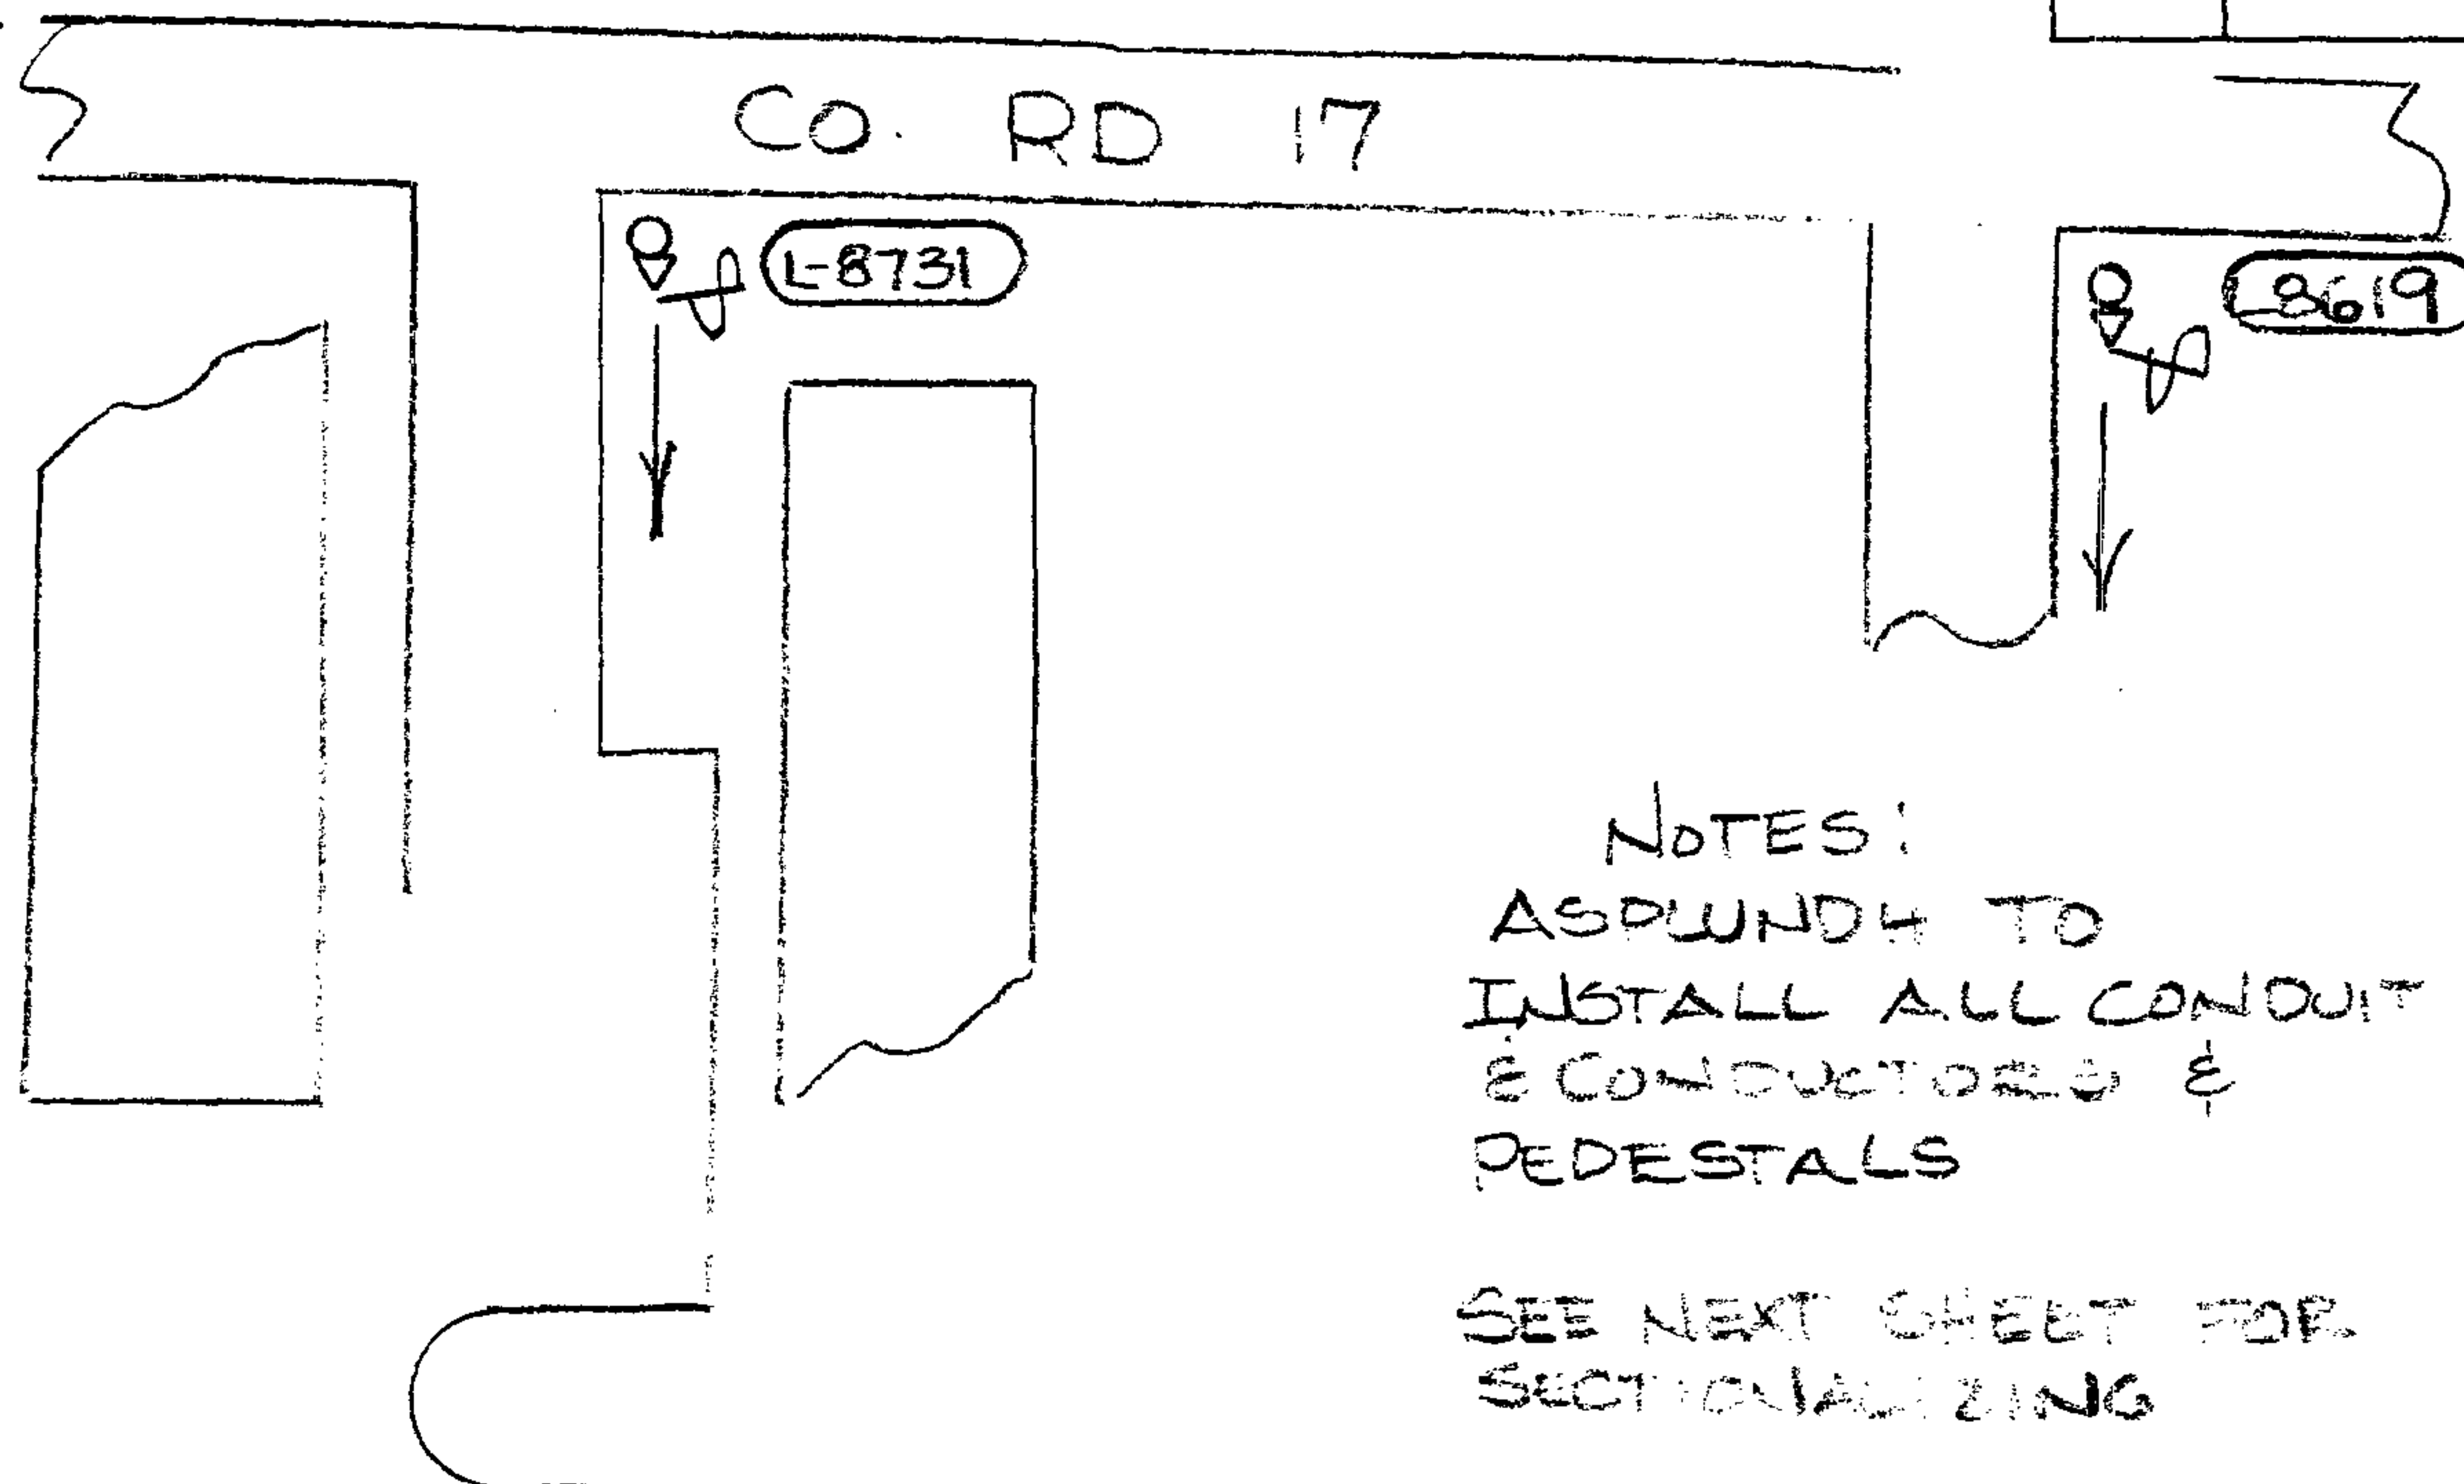 CO. RD 17
L-8731
L-8619
NOTES:
ASPLUNDH TO
INSTALL ALL CONDUIT
& CONDUCTORS &
PEDESTALS
SEE NEXT SHEET FOR
SECTIONALIZING